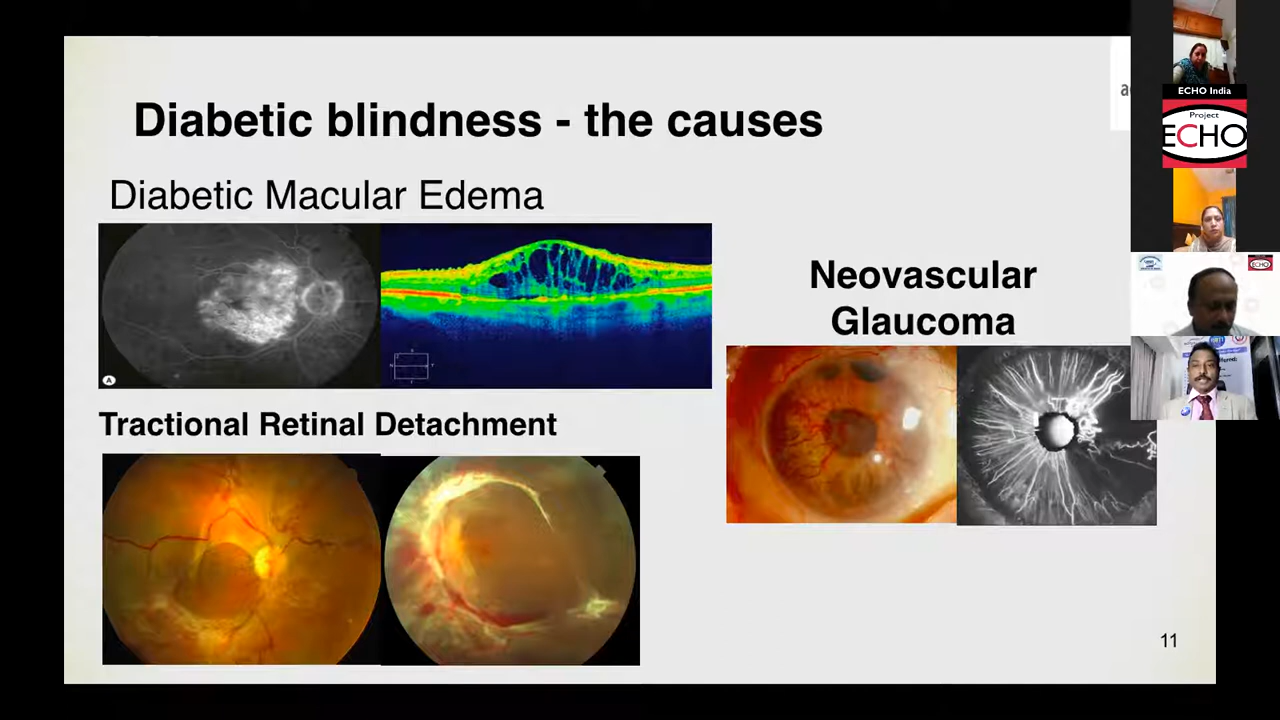 Diabetic blindness - the causes
Diabetic Macular Edema
A
Tractional Retinal Detachment
Neovascular
Glaucoma
11
ECHO India
Project
ECHO